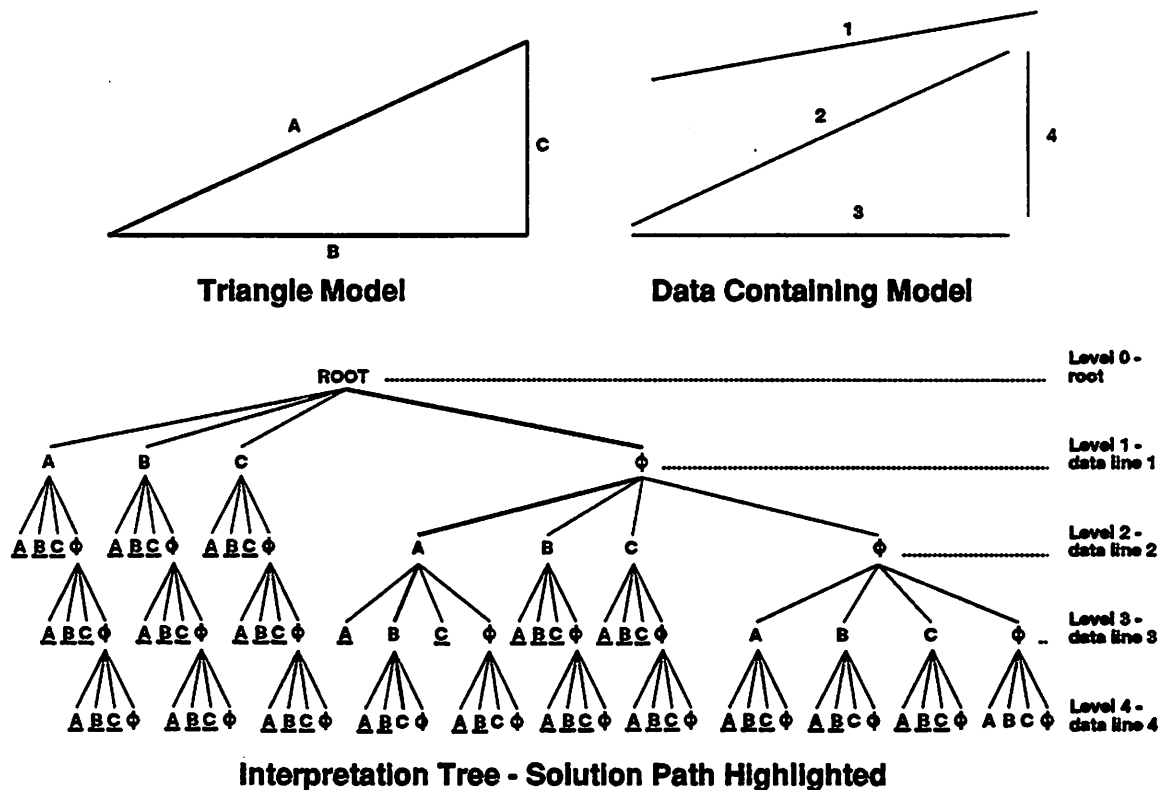 A
C
B
Triangle Model
1
2
4
3
Data Containing Model
Level 0 -
root
ROOT
Level 1 -
data line 1
A B C Φ
Level 2 -
data line 2
A B C Φ A B C Φ A B C Φ A B C Φ
Level 3 -
data line 3
A B C Φ A B C Φ A B C Φ A B C Φ A B C Φ A B C Φ A B C Φ
Level 4 -
data line 4
A B C Φ A B C Φ A B C Φ A B C Φ A B C Φ A B C Φ A B C Φ A B C Φ A B C Φ A B C Φ A B C Φ
Interpretation Tree - Solution Path Highlighted